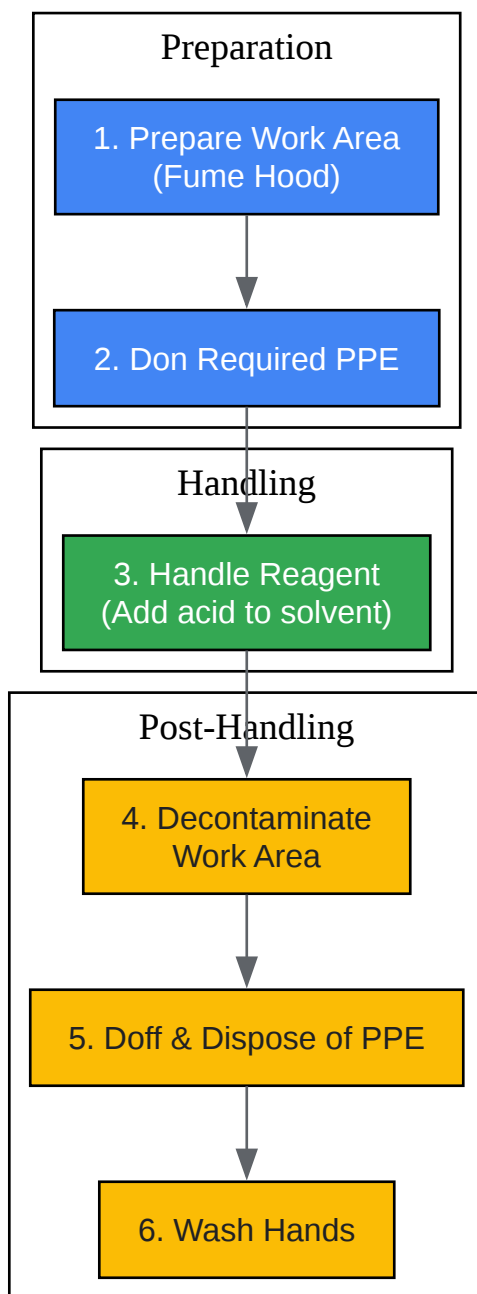 Preparation
1. Prepare Work Area
(Fume Hood)
2. Don Required PPE
Handling
3. Handle Reagent
(Add acid to solvent)
Post-Handling
4. Decontaminate
Work Area
5. Doff & Dispose of PPE
6. Wash Hands